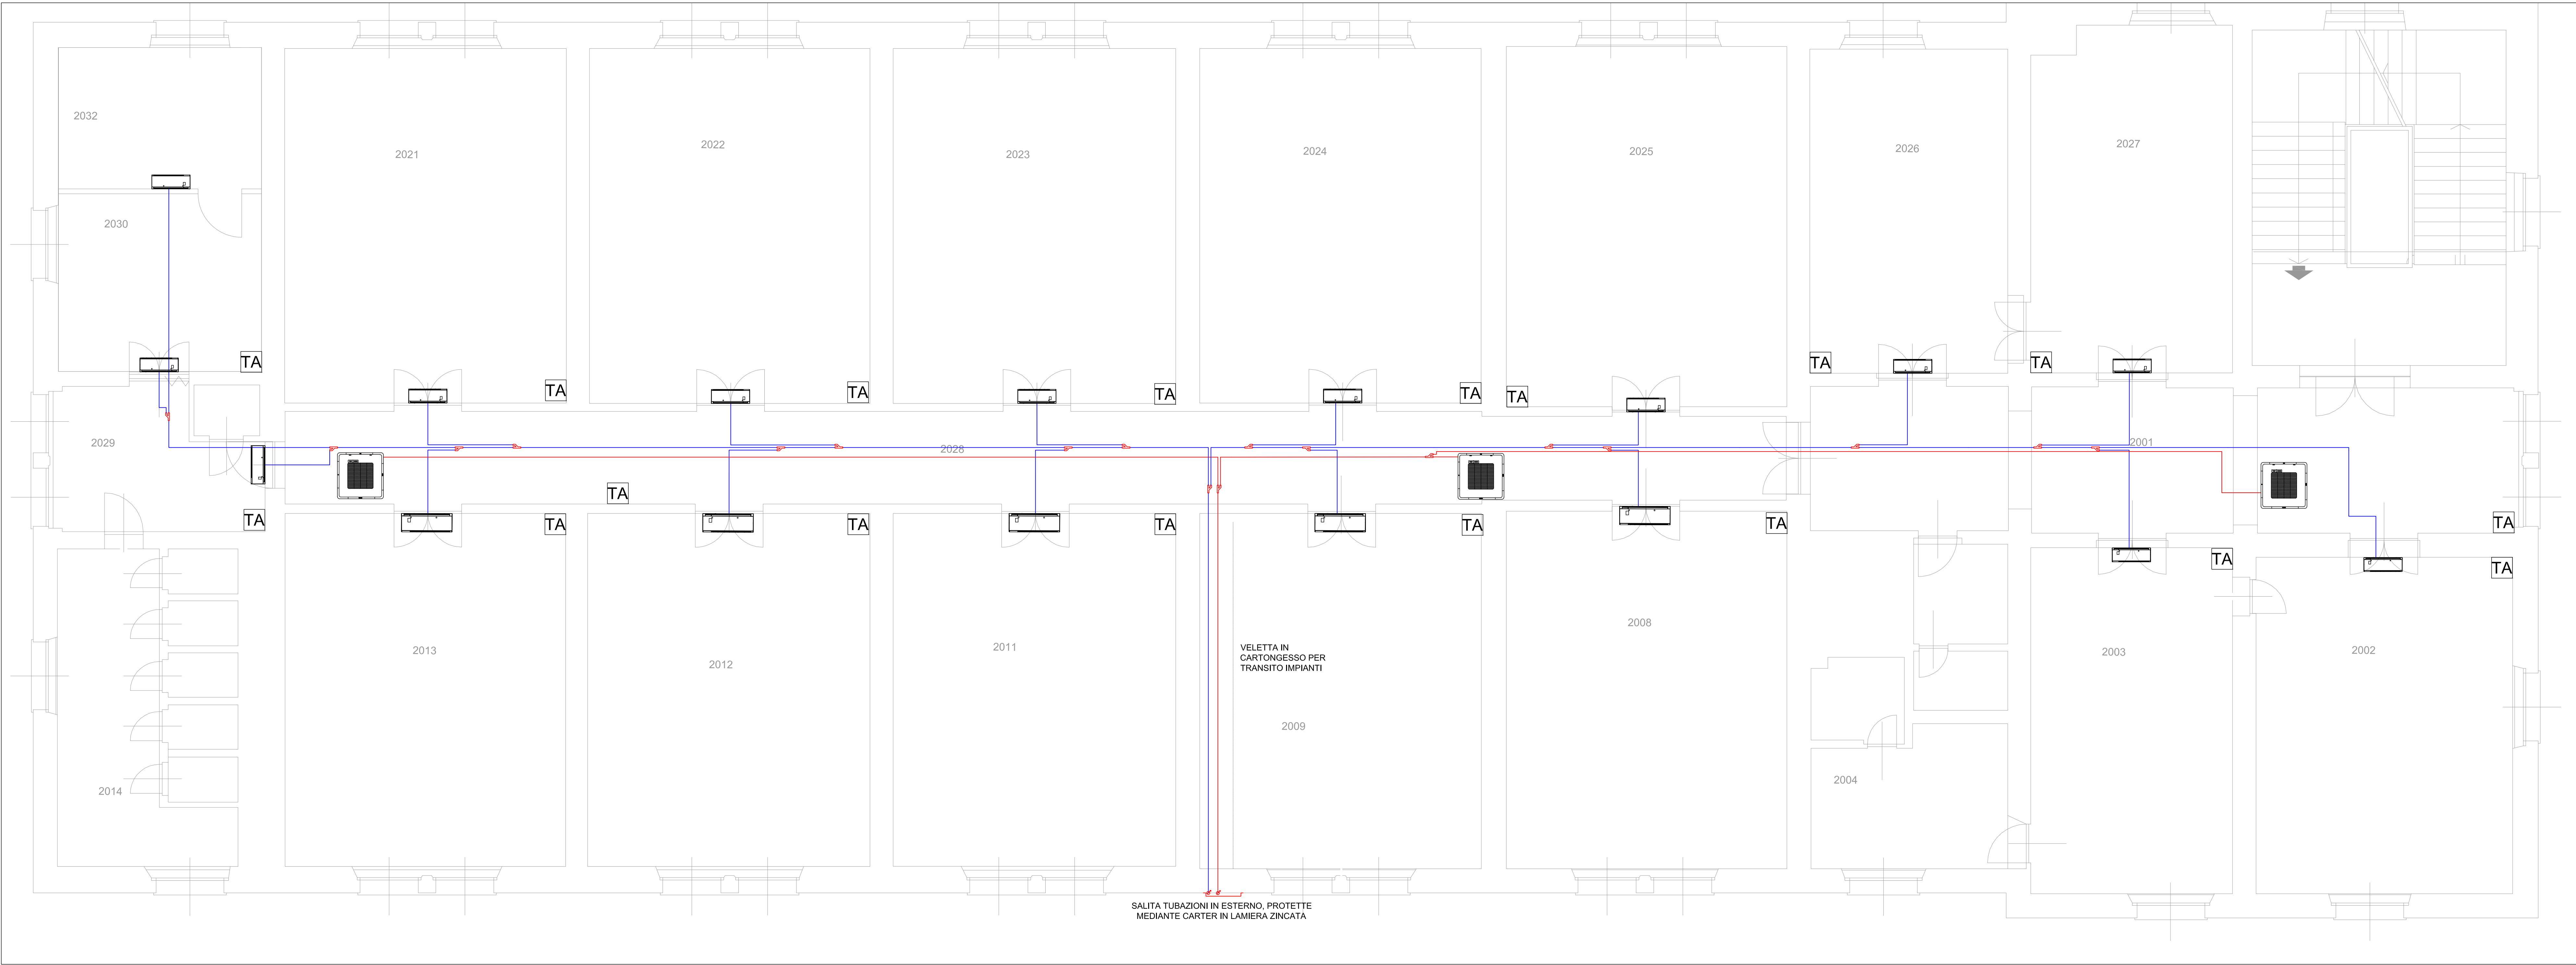 2032
2021
2022
2023
2024
2025
2026
2027
2030
TA
TA
TA
TA
TA
TA
TA
TA
2029
2028
2001
TA
TA
TA
TA
TA
TA
TA
TA
TA
TA
2013
2012
2011
VELETTA IN
CARTONGESSO PER
TRANSITO IMPIANTI
2009
2008
2003
2002
2004
2014
SALITA TUBAZIONI IN ESTERNO, PROTETTE
MEDIANTE CARTER IN LAMIERA ZINCATA